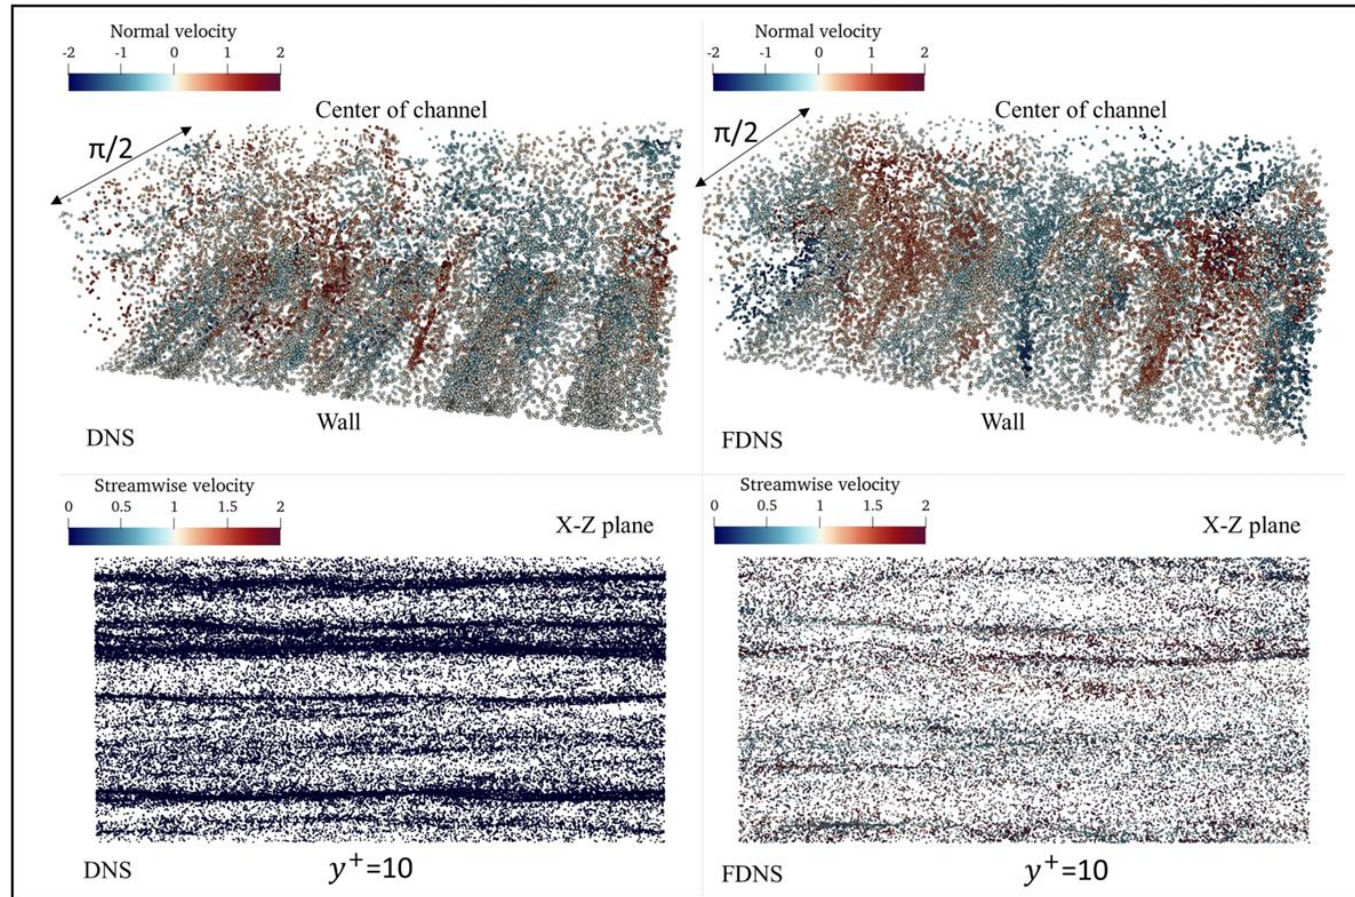 Normal velocity
-2 -1 0 1 2
Center of channel
π/2
Wall
DNS
Normal velocity
-2 -1 0 1 2
Center of channel
π/2
Wall
FDNS
Streamwise velocity
0 0.5 1 1.5 2
X-Z plane
DNS
y⁺=10
Streamwise velocity
0 0.5 1 1.5 2
X-Z plane
FDNS
y⁺=10